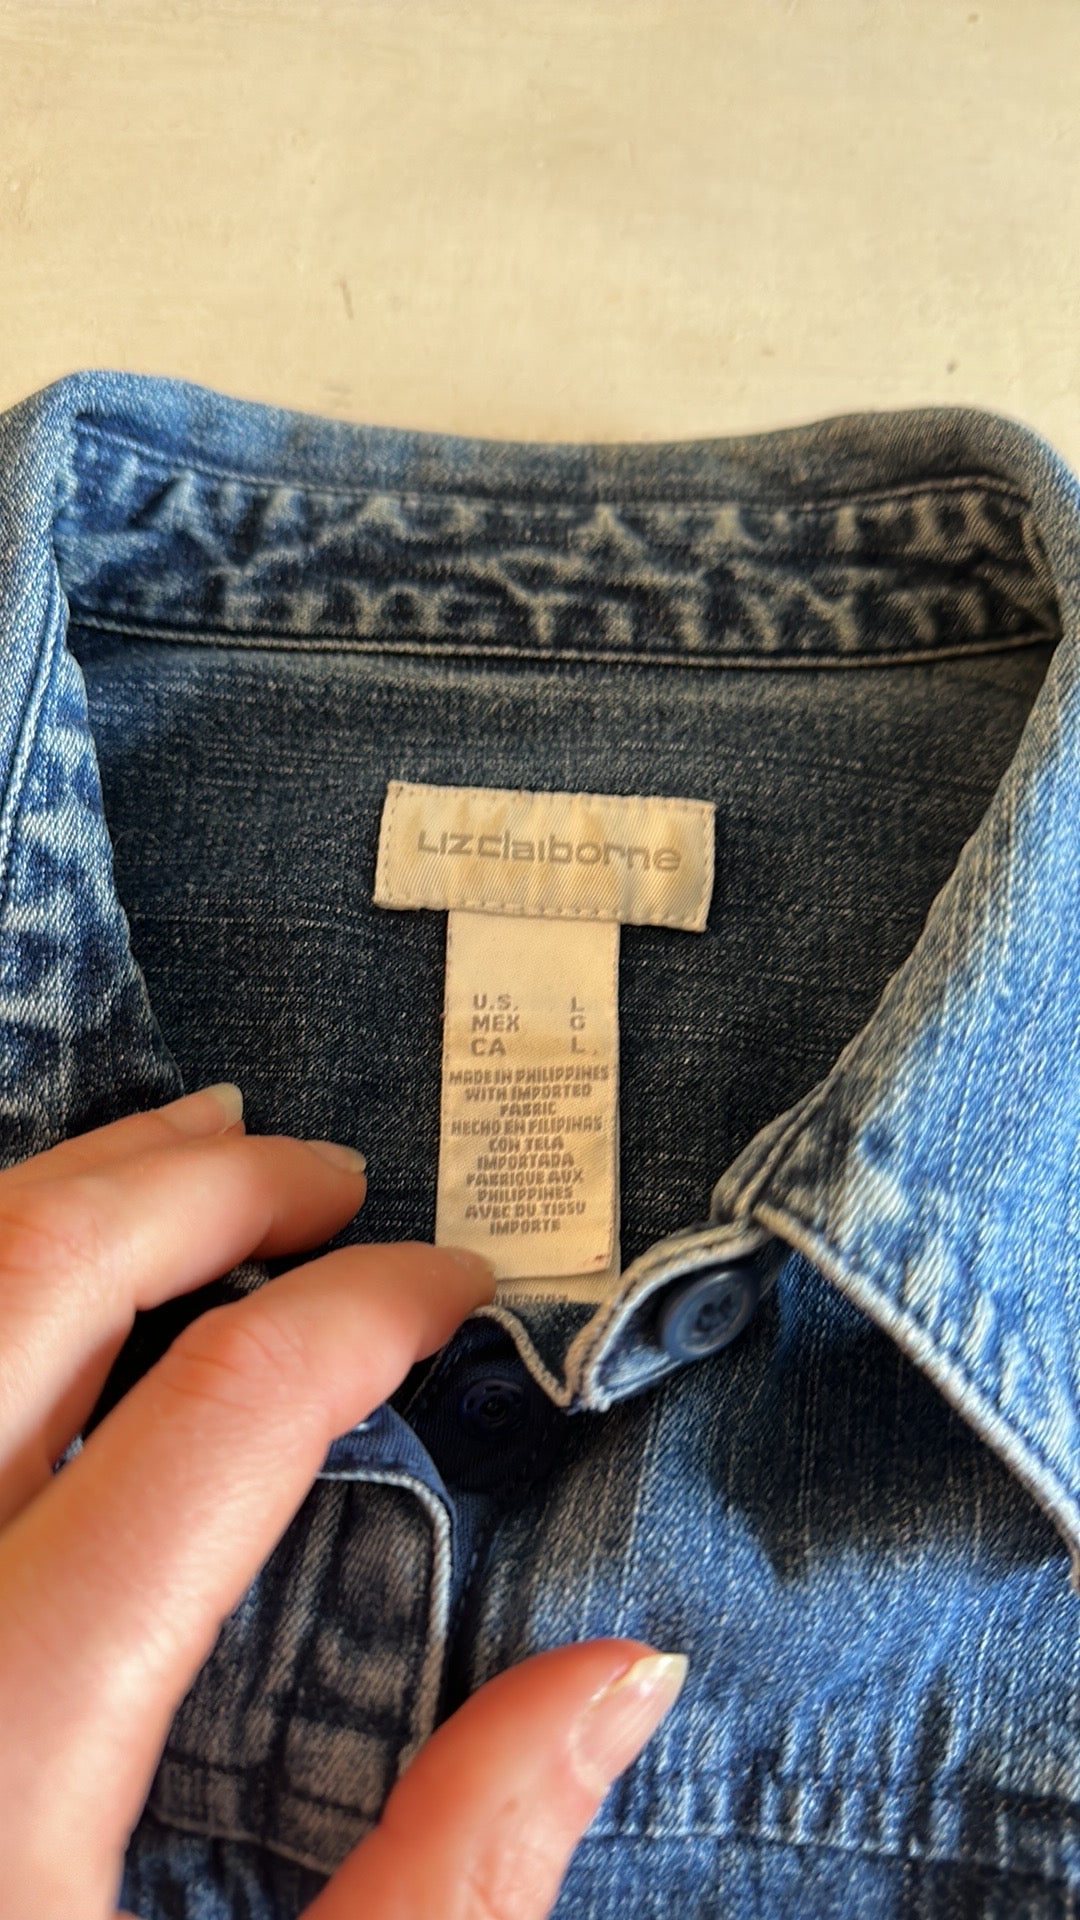 Lizclaiborne
U.S. L
MEX G
CA L
MADE IN PHILIPPINES
WITH IMPORTED
FABRIC
HECHO EN FILIPINAS
CON TELA
IMPORTADA
FABRIQUE AUX
PHILIPPINES
AVEC DU TISSU
IMPORTE